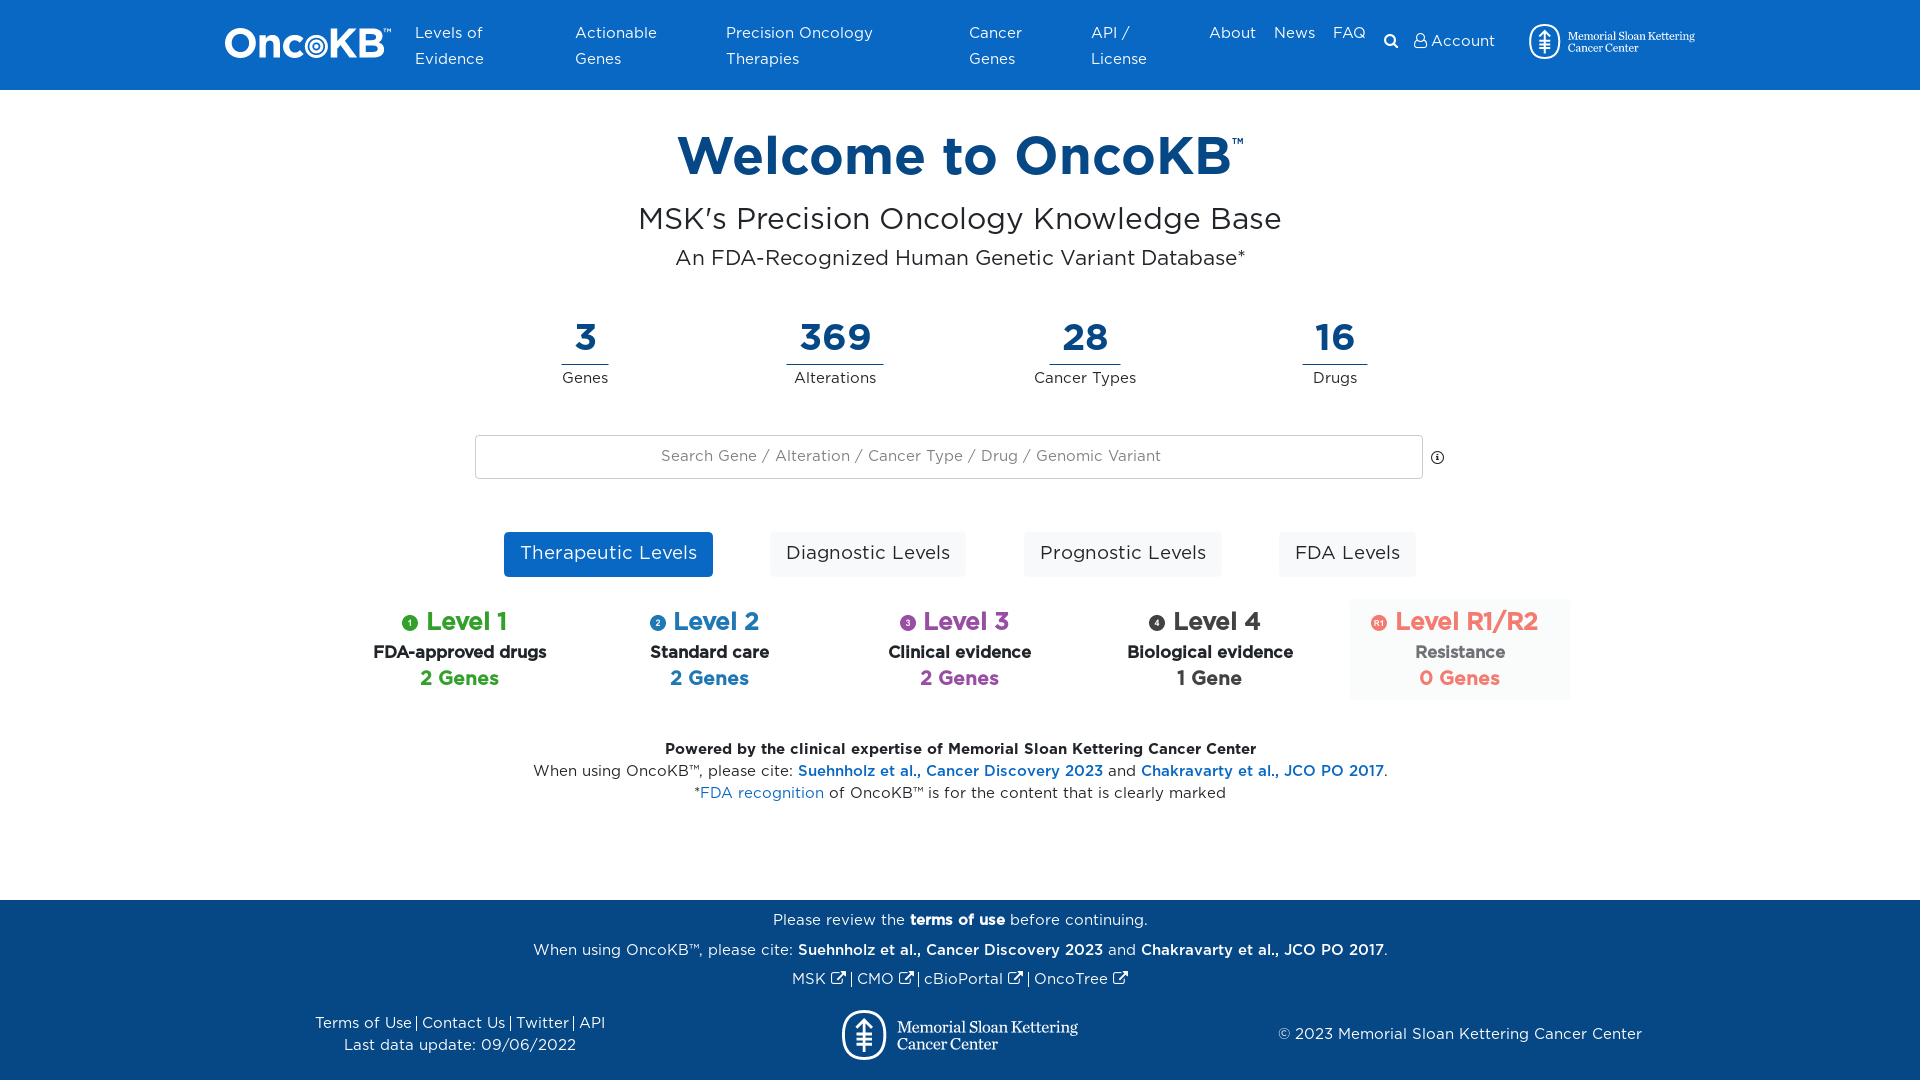 OncoKB™
Levels of
Evidence
Actionable
Genes
Precision Oncology
Therapies
Cancer
Genes
API /
License
About
News
FAQ
Account
Memorial Sloan Kettering
Cancer Center
Welcome to OncoKB™
MSK's Precision Oncology Knowledge Base
An FDA-Recognized Human Genetic Variant Database*
3
Genes
369
Alterations
28
Cancer Types
16
Drugs
Search Gene / Alteration / Cancer Type / Drug / Genomic Variant
Therapeutic Levels
Diagnostic Levels
Prognostic Levels
FDA Levels
1 Level 1
FDA-approved drugs
2 Genes
2 Level 2
Standard care
2 Genes
3 Level 3
Clinical evidence
2 Genes
4 Level 4
Biological evidence
1 Gene
R1 Level R1/R2
Resistance
0 Genes
Powered by the clinical expertise of Memorial Sloan Kettering Cancer Center
When using OncoKB™, please cite: Suehnholz et al., Cancer Discovery 2023 and Chakravarty et al., JCO PO 2017.
*FDA recognition of OncoKB™ is for the content that is clearly marked
Please review the terms of use before continuing.
When using OncoKB™, please cite: Suehnholz et al., Cancer Discovery 2023 and Chakravarty et al., JCO PO 2017.
MSK | CMO | cBioPortal | OncoTree
Terms of Use | Contact Us | Twitter | API
Last data update: 09/06/2022
Memorial Sloan Kettering
Cancer Center
© 2023 Memorial Sloan Kettering Cancer Center